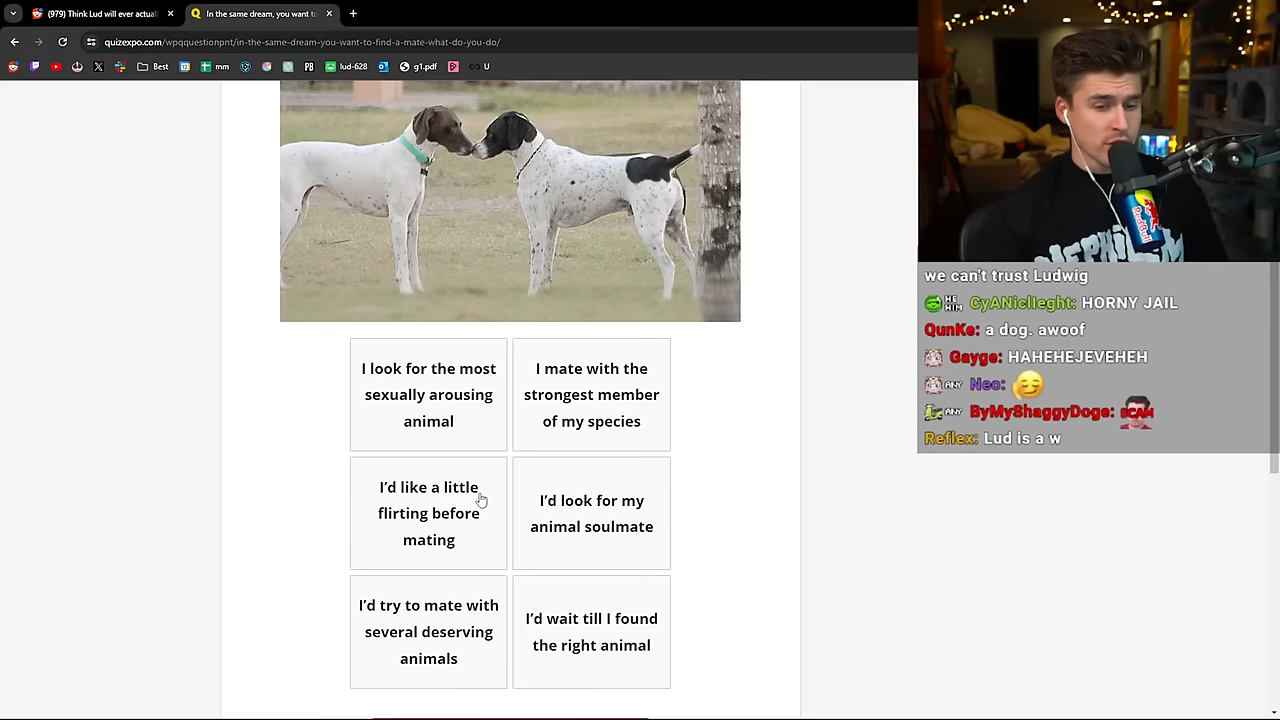 (979) Think Lud will ever actual
In the same dream, you want to
quizexpo.com/wpqquestionpnt/in-the-same-dream-you-want-to-find-a-mate-what-do-you-do/
Best
mm
lud-628
g1.pdf
U
RedBull
we can't trust Ludwig
CyANiclIeght: HORNY JAIL
QunKe: a dog. awoof
Gayge: HAHEHEJEVEHEH
Neo:
ByMyShaggyDoge: SCAM
Reflex: Lud is a w
I look for the most
sexually arousing
animal
I mate with the
strongest member
of my species
I'd like a little
flirting before
mating
I'd look for my
animal soulmate
I'd try to mate with
several deserving
animals
I'd wait till I found
the right animal